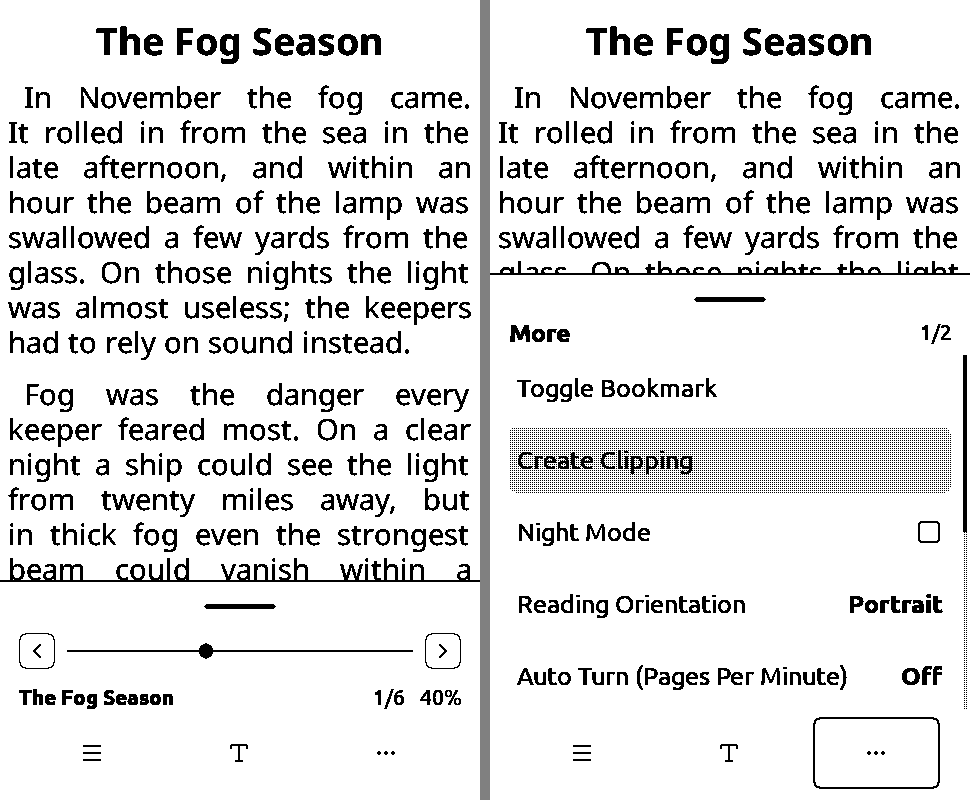 The Fog Season
In November the fog came.
It rolled in from the sea in the
late afternoon, and within an
hour the beam of the lamp was
swallowed a few yards from the
glass. On those nights the light
was almost useless; the keepers
had to rely on sound instead.
Fog was the danger every
keeper feared most. On a clear
night a ship could see the light
from twenty miles away, but
in thick fog even the strongest
beam could vanish within a
The Fog Season 1/6 40%
The Fog Season
In November the fog came.
It rolled in from the sea in the
late afternoon, and within an
hour the beam of the lamp was
swallowed a few yards from the
glass. On those nights the light
More 1/2
Toggle Bookmark
Create Clipping
Night Mode
Reading Orientation Portrait
Auto Turn (Pages Per Minute) Off